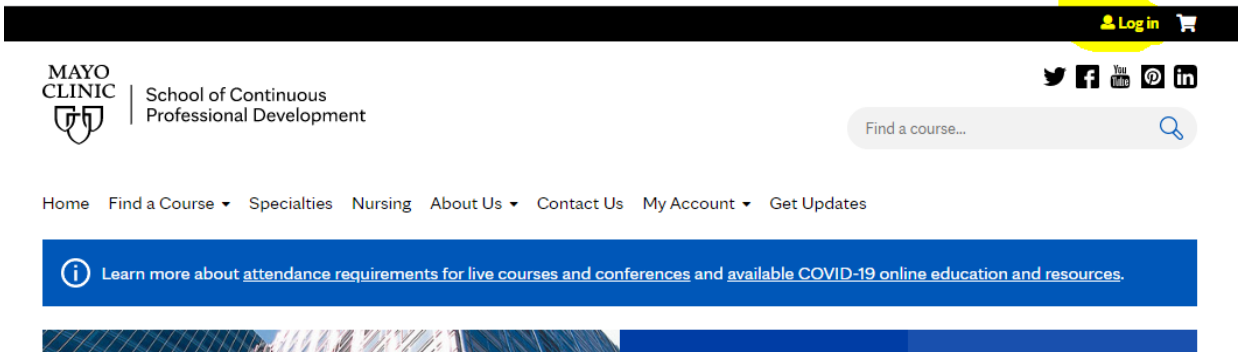 Log in
MAYO
CLINIC
School of Continuous
Professional Development
You
Tube
in
Find a course...
Home Find a Course Specialties Nursing About Us Contact Us My Account Get Updates
Learn more about attendance requirements for live courses and conferences and available COVID-19 online education and resources.